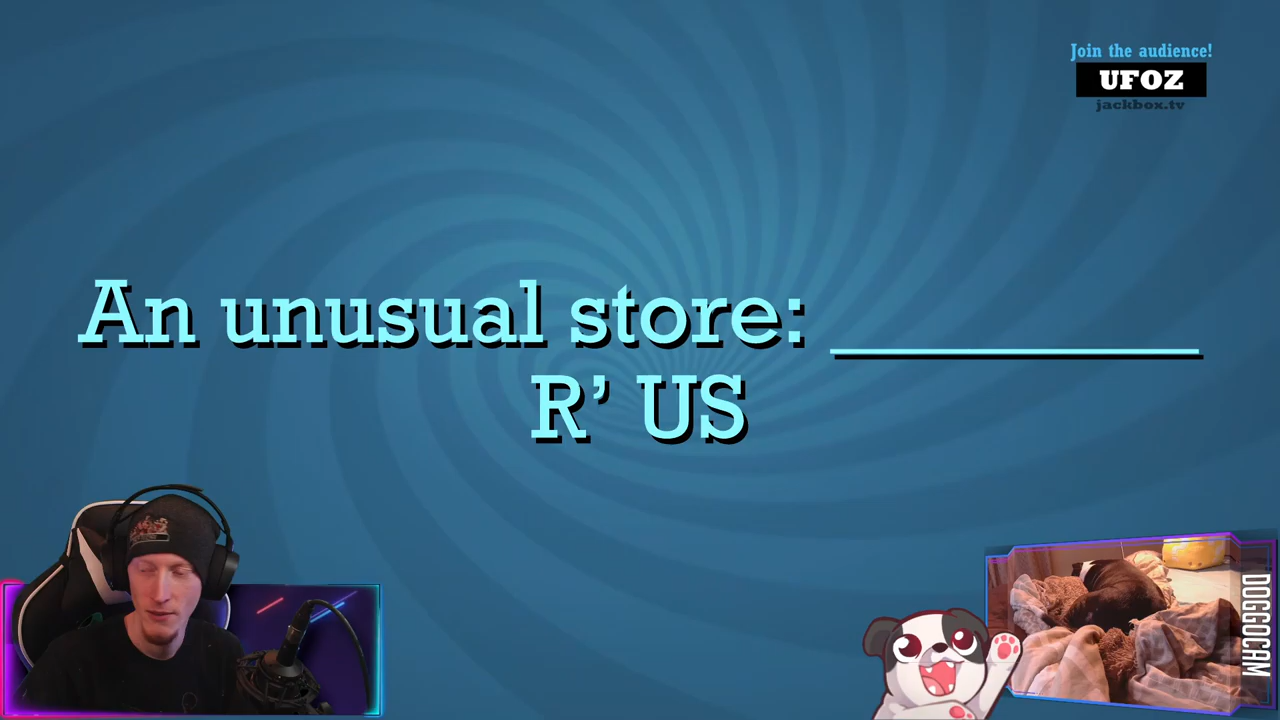 Join the audience!
UFOZ
jackbox.tv
An unusual store: __________
R’ US
DOGGOCAM